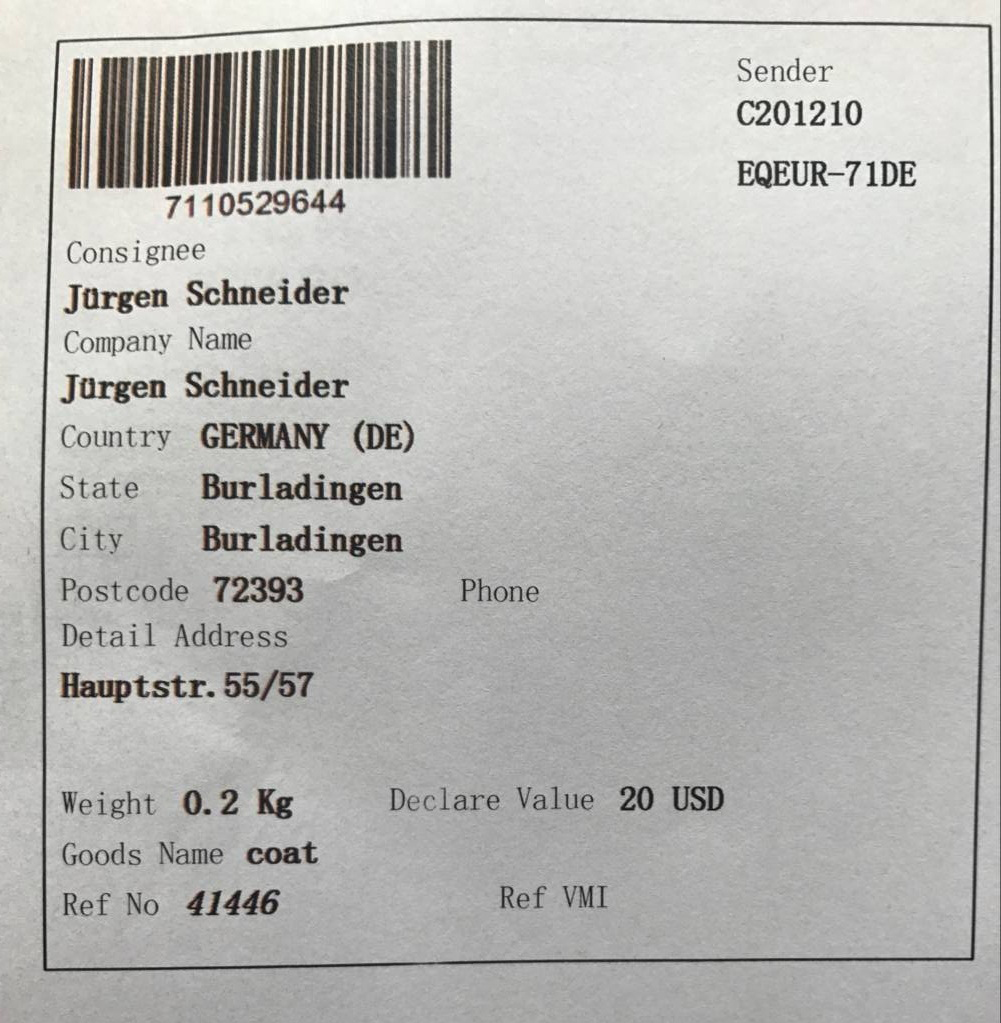 Sender
C201210
EQEUR-71DE
7110529644
Consignee
Jürgen Schneider
Company Name
Jürgen Schneider
Country GERMANY (DE)
State Burladingen
City Burladingen
Postcode 72393 Phone
Detail Address
Hauptstr. 55/57
Weight 0.2 Kg Declare Value 20 USD
Goods Name coat
Ref No 41446 Ref VMI